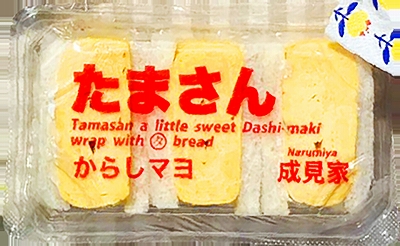 たまさん
Tamasan a little sweet Dashi-maki
wrap with タ bread
からしマヨ
Narumiya
成見家